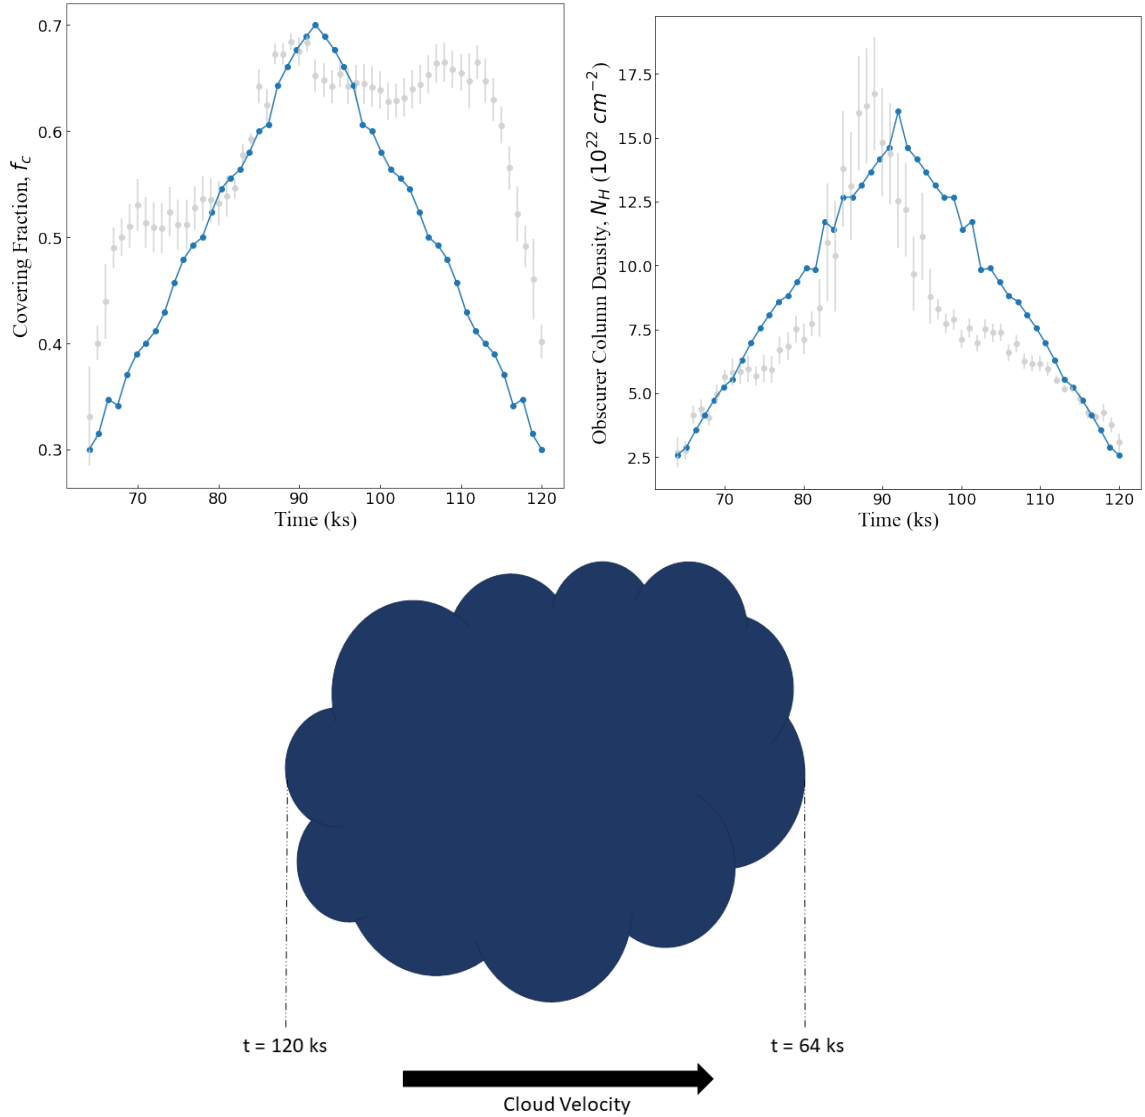 Covering Fraction, f_c
0.7
0.6
0.5
0.4
0.3
70 80 90 100 110 120
Time (ks)
Obscurer Column Density, N_H (10^22 cm^−2)
17.5
15.0
12.5
10.0
7.5
5.0
2.5
70 80 90 100 110 120
Time (ks)
t = 120 ks
t = 64 ks
Cloud Velocity